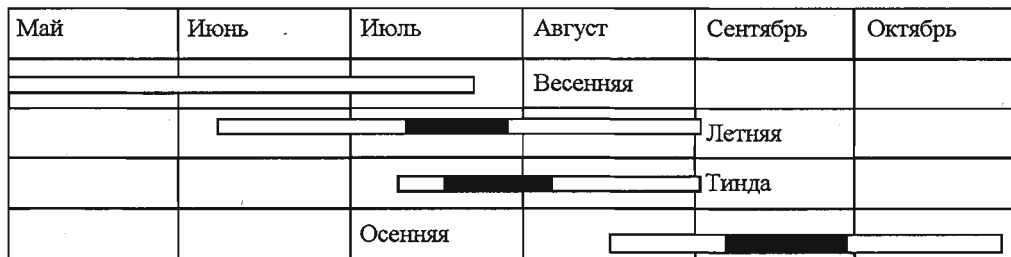 Май Июнь Июль Август Сентябрь Октябрь
Весенняя
Летняя
Тинда
Осенняя